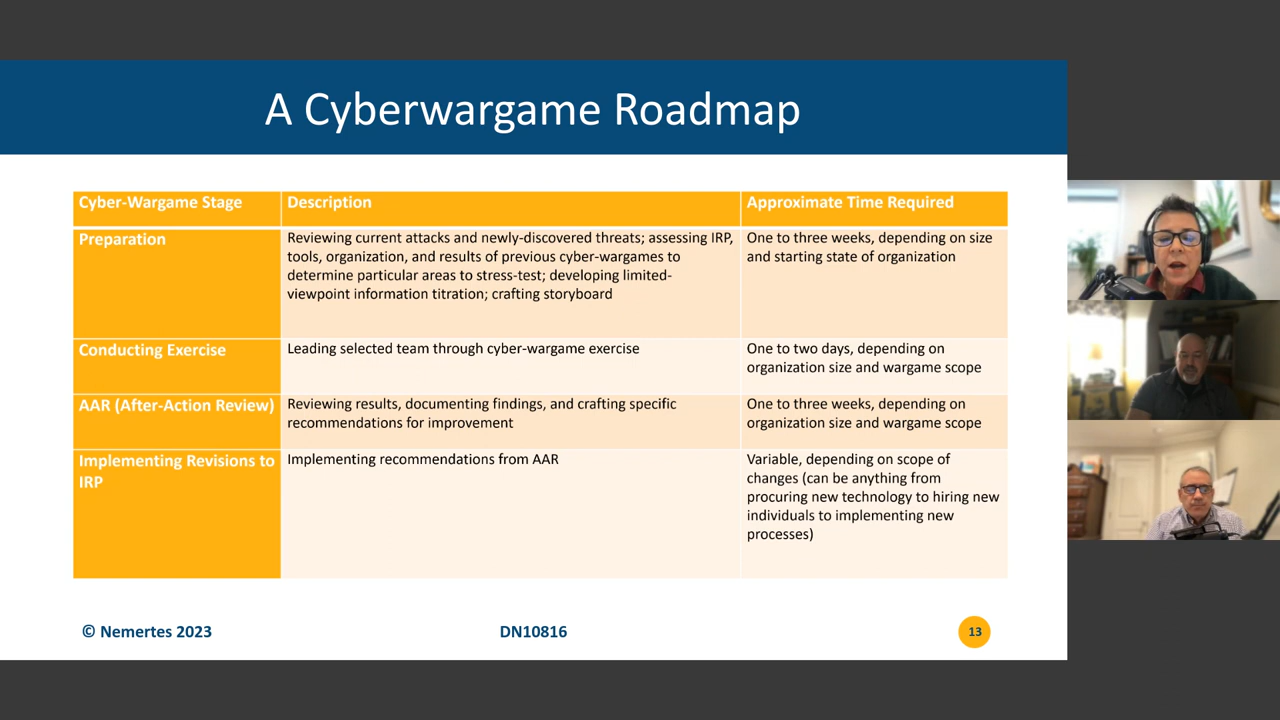 A Cyberwargame Roadmap
Cyber-Wargame Stage
Description
Approximate Time Required
Preparation
Reviewing current attacks and newly-discovered threats; assessing IRP,
tools, organization, and results of previous cyber-wargames to
determine particular areas to stress-test; developing limited-
viewpoint information titration; crafting storyboard
One to three weeks, depending on size
and starting state of organization
Conducting Exercise
Leading selected team through cyber-wargame exercise
One to two days, depending on
organization size and wargame scope
AAR (After-Action Review)
Reviewing results, documenting findings, and crafting specific
recommendations for improvement
One to three weeks, depending on
organization size and wargame scope
Implementing Revisions to
IRP
Implementing recommendations from AAR
Variable, depending on scope of
changes (can be anything from
procuring new technology to hiring new
individuals to implementing new
processes)
© Nemertes 2023
DN10816
13